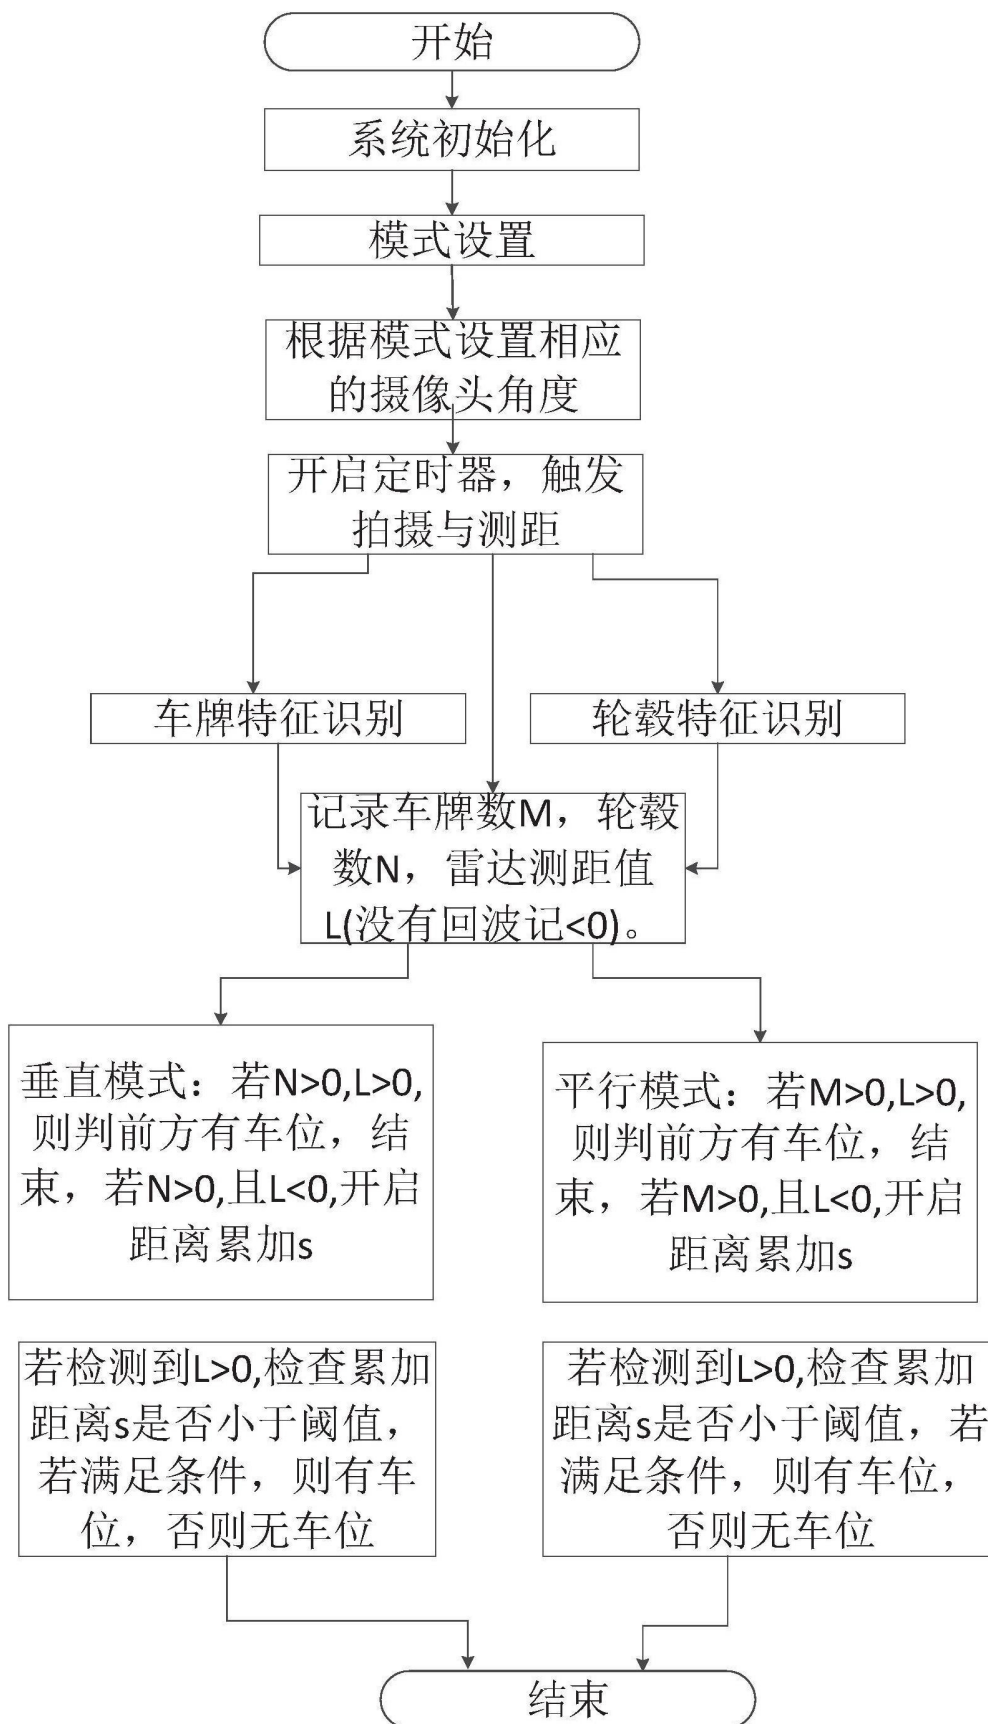 开始
系统初始化
模式设置
根据模式设置相应
的摄像头角度
开启定时器，触发
拍摄与测距
车牌特征识别
轮毂特征识别
记录车牌数M，轮毂
数N，雷达测距值
L(没有回波记<0)。
垂直模式：若N>0,L>0,
则判前方有车位，结
束，若N>0,且L<0,开启
距离累加s
平行模式：若M>0,L>0,
则判前方有车位，结
束，若M>0,且L<0,开启
距离累加s
若检测到L>0,检查累加
距离s是否小于阈值，
若满足条件，则有车
位，否则无车位
若检测到L>0,检查累加
距离s是否小于阈值，若
满足条件，则有车位，
否则无车位
结束